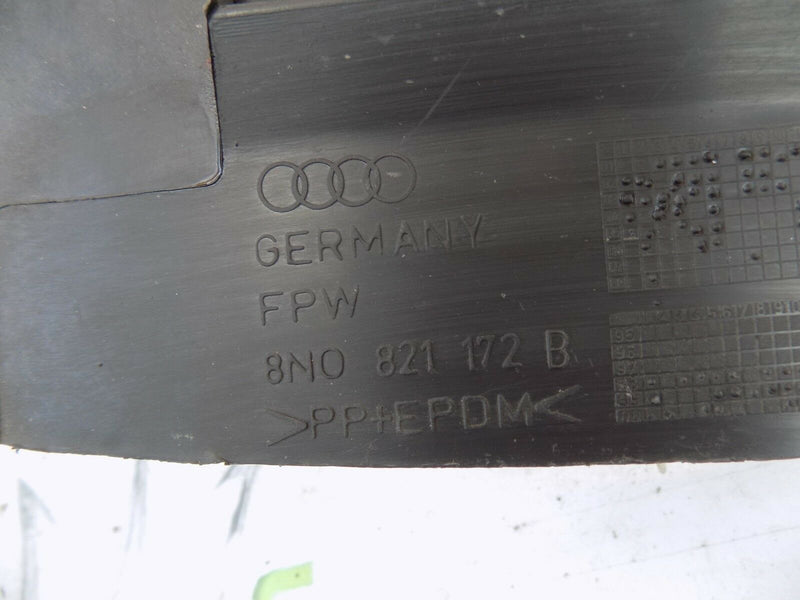 GERMANY
FPW
8N0 821 172 B
>PP+EPDM<